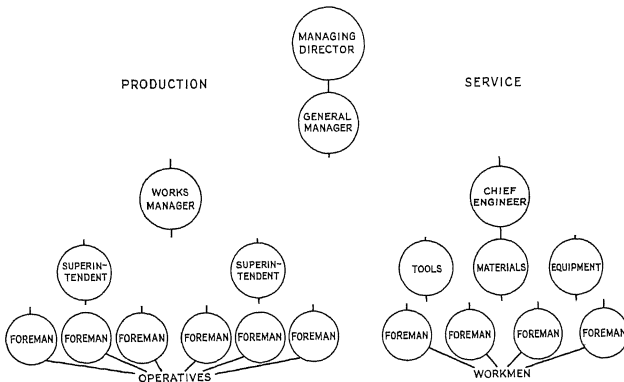 MANAGING
DIRECTOR
PRODUCTION
SERVICE
GENERAL
MANAGER
WORKS
MANAGER
CHIEF
ENGINEER
SUPERIN-
TENDENT
SUPERIN-
TENDENT
TOOLS
MATERIALS
EQUIPMENT
FOREMAN
FOREMAN
FOREMAN
FOREMAN
FOREMAN
FOREMAN
FOREMAN
FOREMAN
FOREMAN
FOREMAN
OPERATIVES
WORKMEN